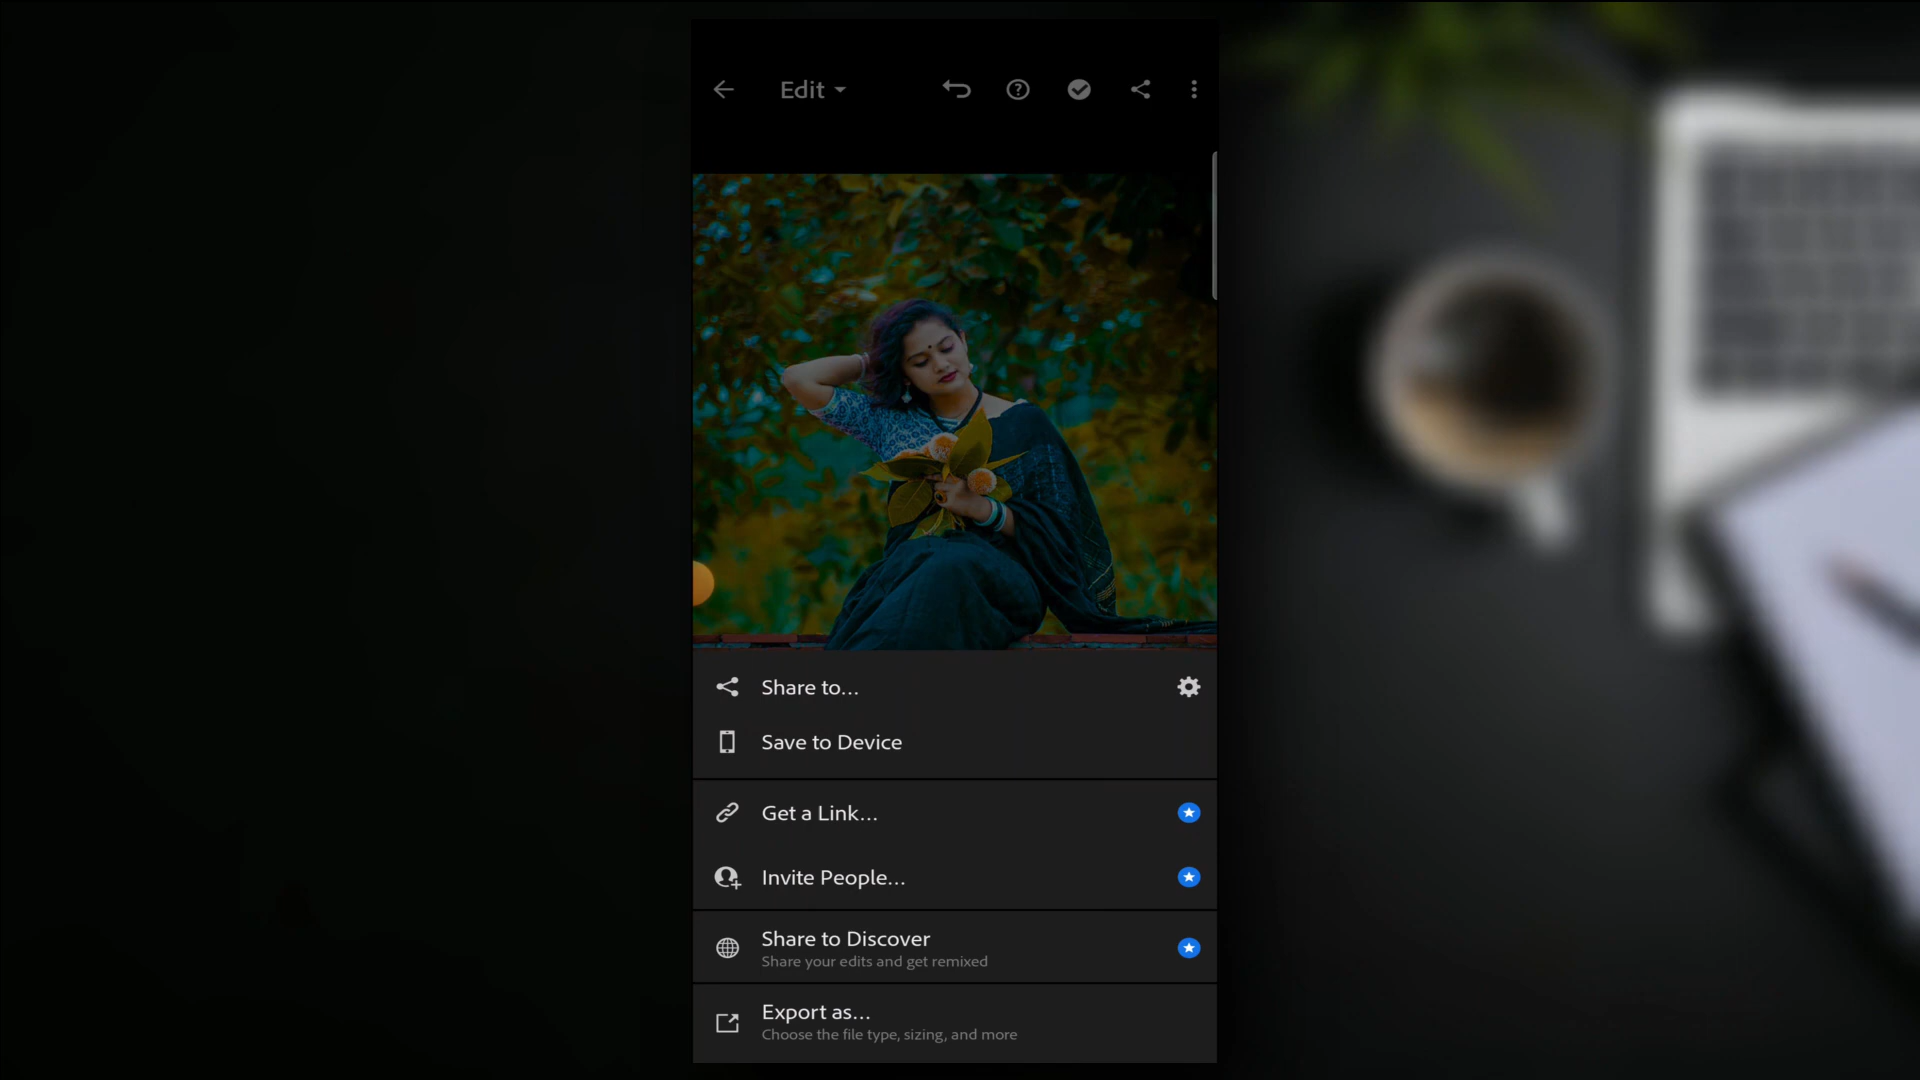 Edit
Share to...
Save to Device
Get a Link...
Invite People...
Share to Discover
Share your edits and get remixed
Export as...
Choose the file type, sizing, and more